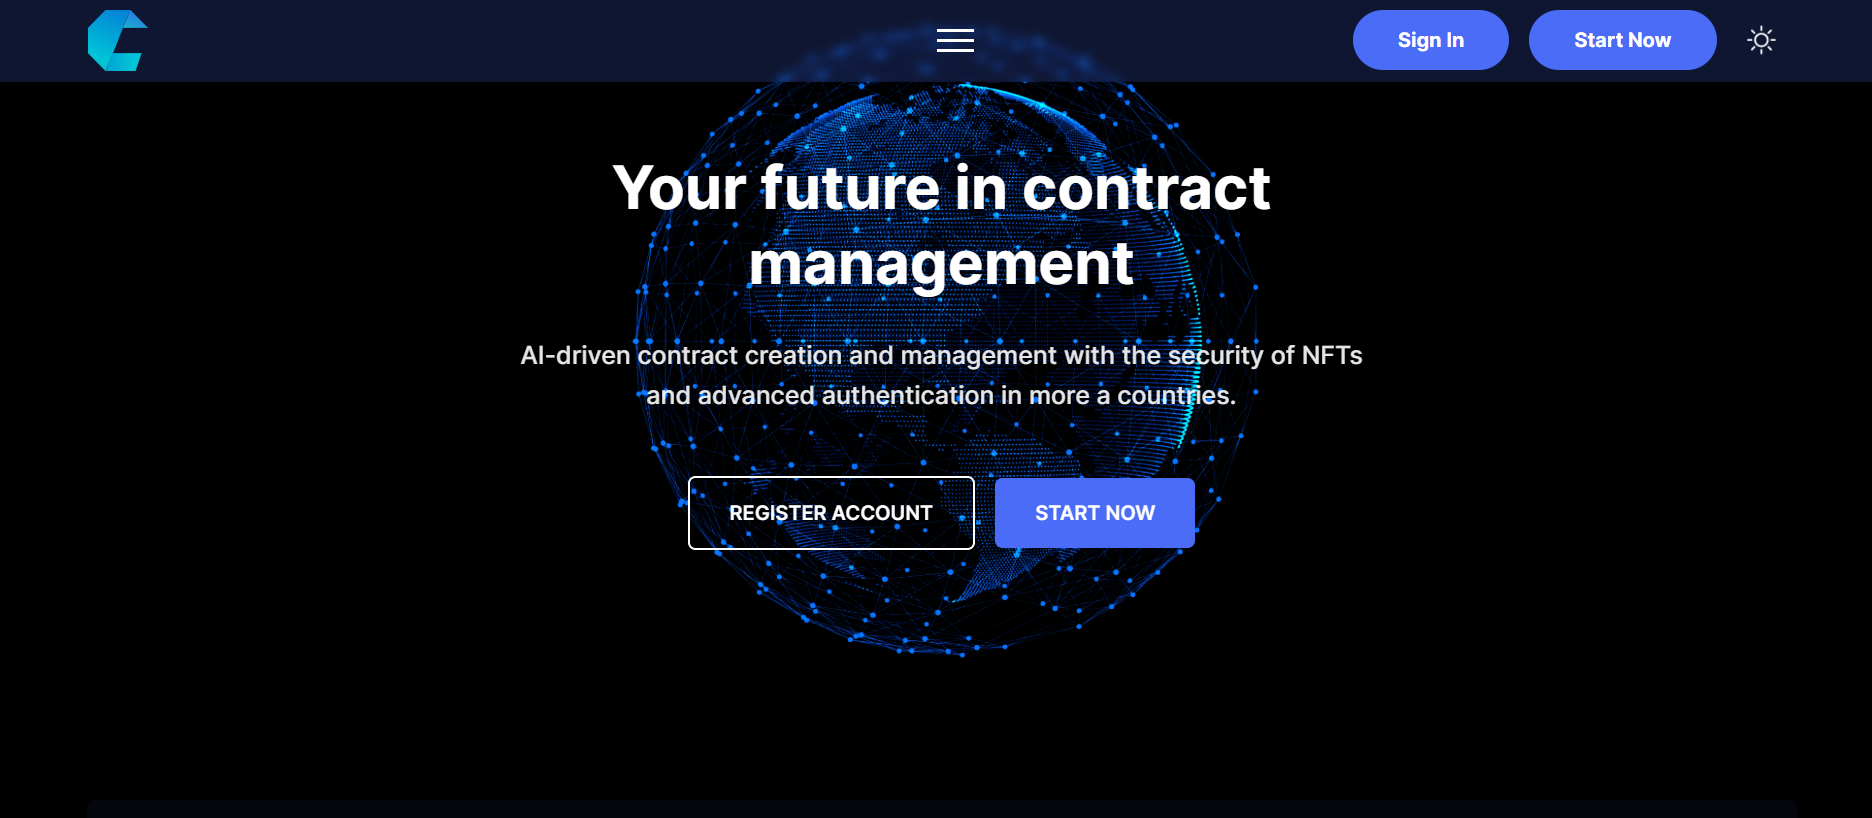 Sign In
Start Now
Your future in contract
management
AI-driven contract creation and management with the security of NFTs
and advanced authentication in more a countries.
REGISTER ACCOUNT
START NOW